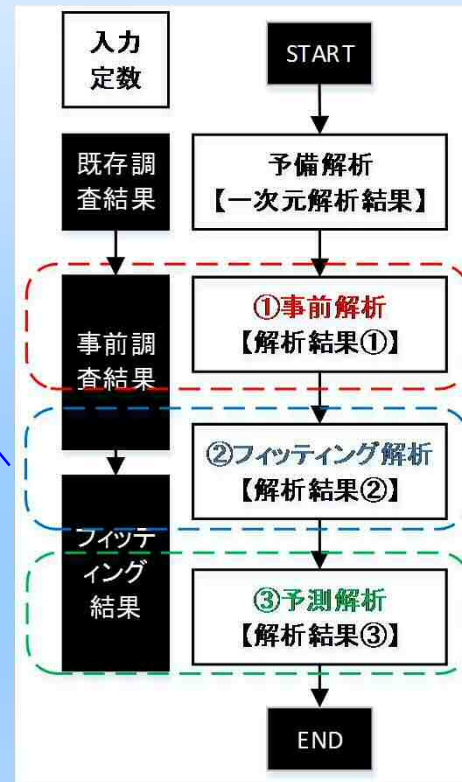 入力
定数
START
既存調
査結果
予備解析
【一次元解析結果】
事前調
査結果
①事前解析
【解析結果①】
②フィッティング解析
【解析結果②】
フィッテ
ィング
結果
③予測解析
【解析結果③】
END